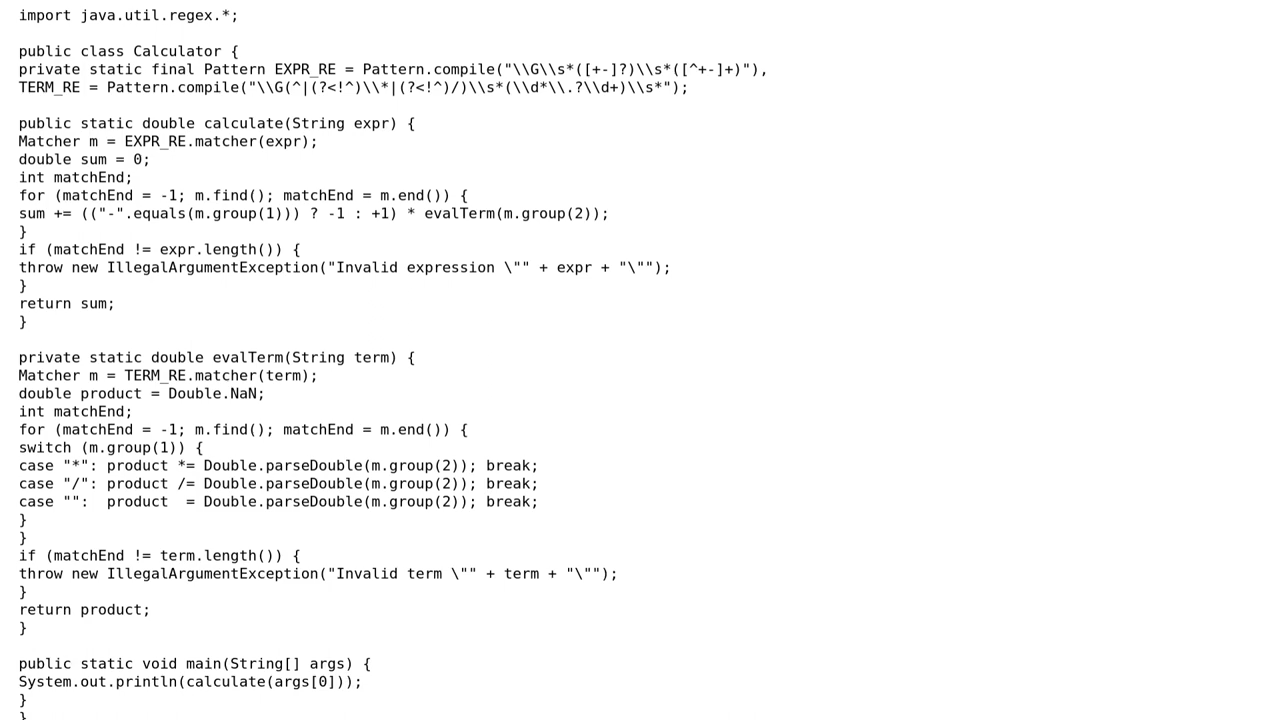 import java.util.regex.*;

public class Calculator {
private static final Pattern EXPR_RE = Pattern.compile("\\G\\s*([+-]?)\\s*([^+-]+)"),
TERM_RE = Pattern.compile("\\G(^|(?<!^)\\*|(?<!^)/)\\s*(\\d*\\.?\\d+)\\s*");

public static double calculate(String expr) {
Matcher m = EXPR_RE.matcher(expr);
double sum = 0;
int matchEnd;
for (matchEnd = -1; m.find(); matchEnd = m.end()) {
sum += (("-".equals(m.group(1))) ? -1 : +1) * evalTerm(m.group(2));
}
if (matchEnd != expr.length()) {
throw new IllegalArgumentException("Invalid expression \"" + expr + "\"");
}
return sum;
}

private static double evalTerm(String term) {
Matcher m = TERM_RE.matcher(term);
double product = Double.NaN;
int matchEnd;
for (matchEnd = -1; m.find(); matchEnd = m.end()) {
switch (m.group(1)) {
case "*": product *= Double.parseDouble(m.group(2)); break;
case "/": product /= Double.parseDouble(m.group(2)); break;
case "":  product  = Double.parseDouble(m.group(2)); break;
}
}
if (matchEnd != term.length()) {
throw new IllegalArgumentException("Invalid term \"" + term + "\"");
}
return product;
}

public static void main(String[] args) {
System.out.println(calculate(args[0]));
}
}